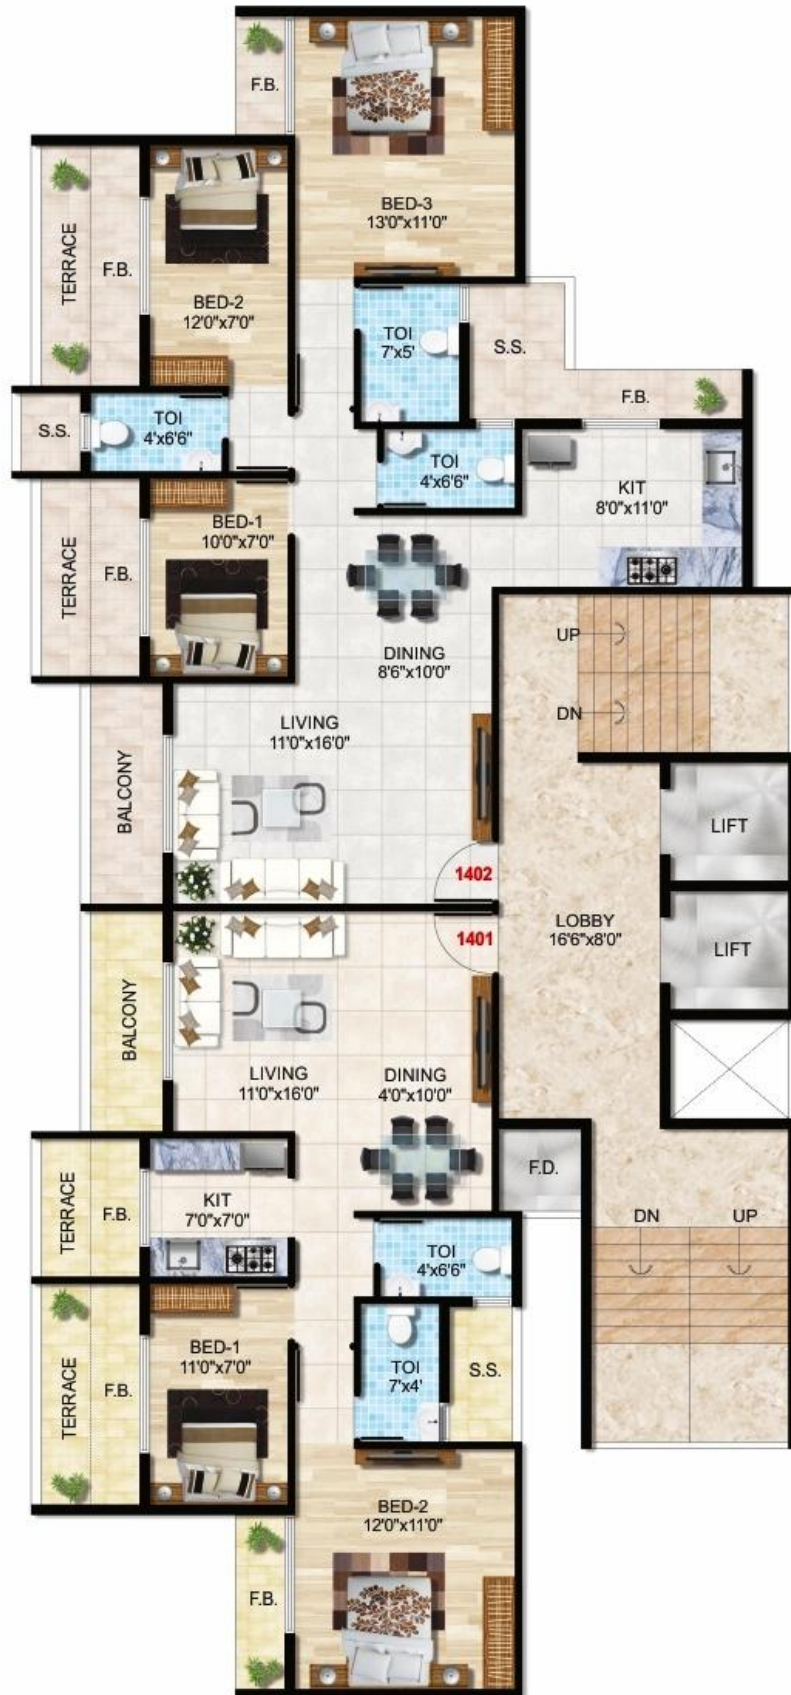 F.B.
BED-3
13'0"x11'0"
TERRACE
F.B.
BED-2
12'0"x7'0"
TOI
7'x5'
S.S.
F.B.
S.S.
TOI
4'x6'6"
TOI
4'x6'6"
KIT
8'0"x11'0"
TERRACE
F.B.
BED-1
10'0"x7'0"
DINING
8'6"x10'0"
UP
DN
LIVING
11'0"x16'0"
BALCONY
LIFT
1402
LOBBY
16'6"x8'0"
1401
LIFT
BALCONY
LIVING
11'0"x16'0"
DINING
4'0"x10'0"
F.D.
TERRACE
F.B.
KIT
7'0"x7'0"
DN
UP
TOI
4'x6'6"
TERRACE
F.B.
BED-1
11'0"x7'0"
TOI
7'x4'
S.S.
BED-2
12'0"x11'0"
F.B.